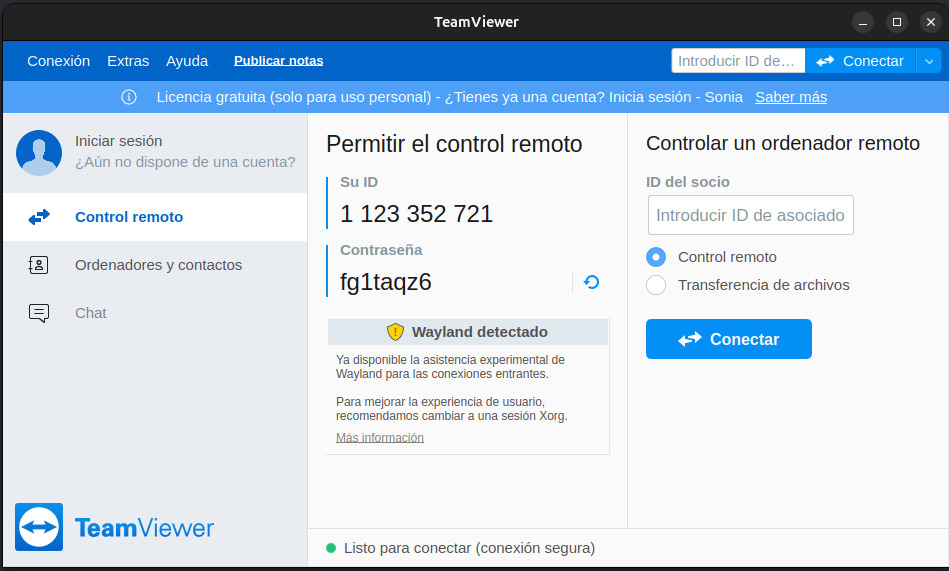 TeamViewer
Conexión Extras Ayuda Publicar notas Introducir ID de... Conectar
Licencia gratuita (solo para uso personal) - ¿Tienes ya una cuenta? Inicia sesión - Sonia Saber más
Iniciar sesión
¿Aún no dispone de una cuenta?
Control remoto
Ordenadores y contactos
Chat
TeamViewer
Permitir el control remoto
Su ID
1 123 352 721
Contraseña
fg1taqz6
Wayland detectado
Ya disponible la asistencia experimental de
Wayland para las conexiones entrantes.
Para mejorar la experiencia de usuario,
recomendamos cambiar a una sesión Xorg.
Más información
Controlar un ordenador remoto
ID del socio
Introducir ID de asociado
Control remoto
Transferencia de archivos
Conectar
Listo para conectar (conexión segura)